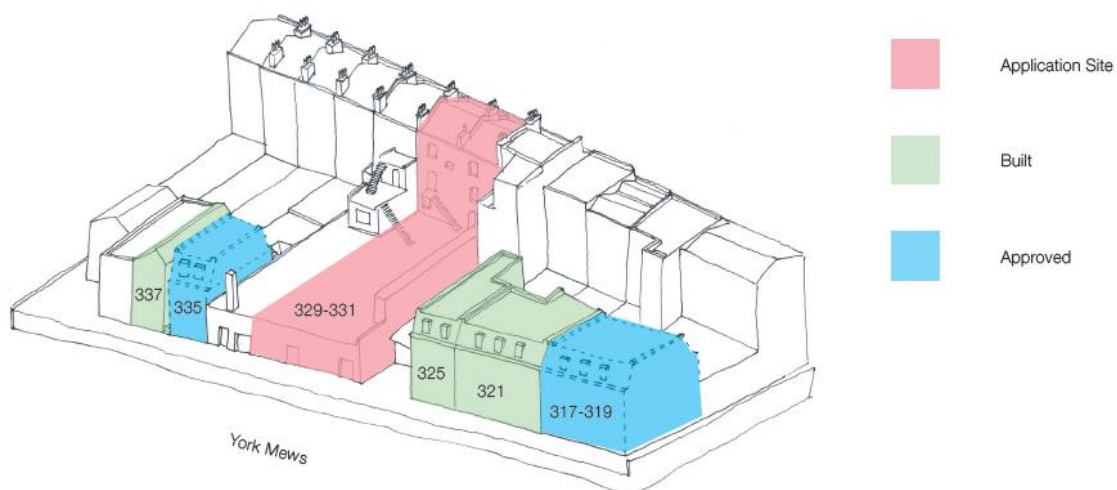 Application Site
Built
Approved
337
335
329-331
325
321
317-319
York Mews